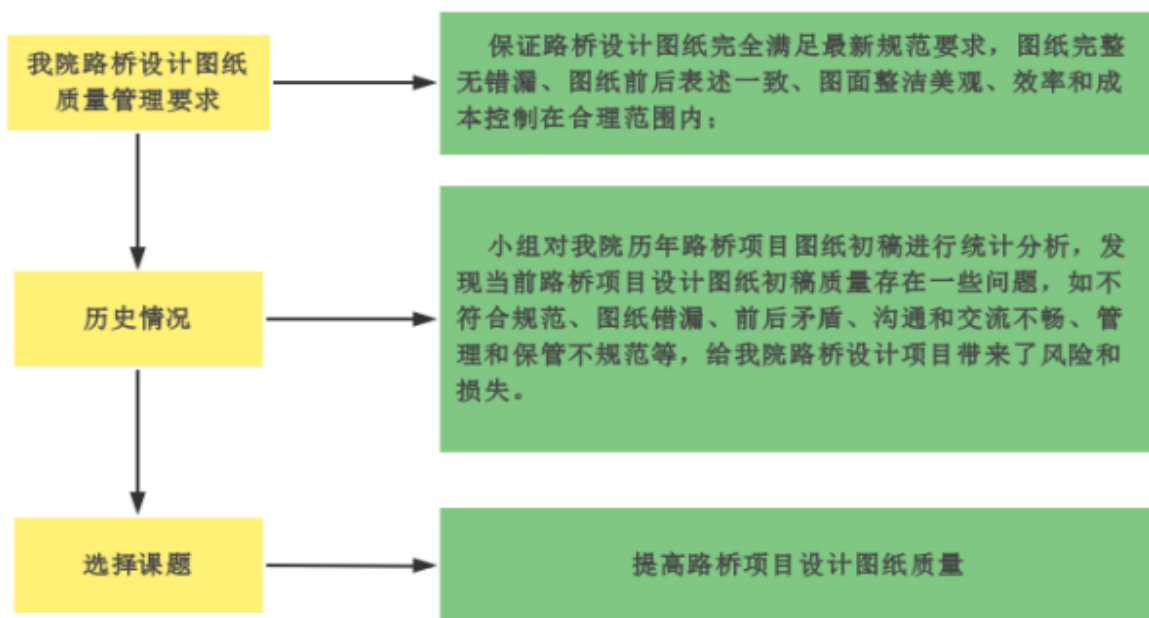 我院路桥设计图纸
质量管理要求
保证路桥设计图纸完全满足最新规范要求，图纸完整
无错漏、图纸前后表述一致、图面整洁美观、效率和成
本控制在合理范围内；
历史情况
小组对我院历年路桥项目图纸初稿进行统计分析，发
现当前路桥项目设计图纸初稿质量存在一些问题，如不
符合规范、图纸错漏、前后矛盾、沟通和交流不畅、管
理和保管不规范等，给我院路桥设计项目带来了风险和
损失。
选择课题
提高路桥项目设计图纸质量